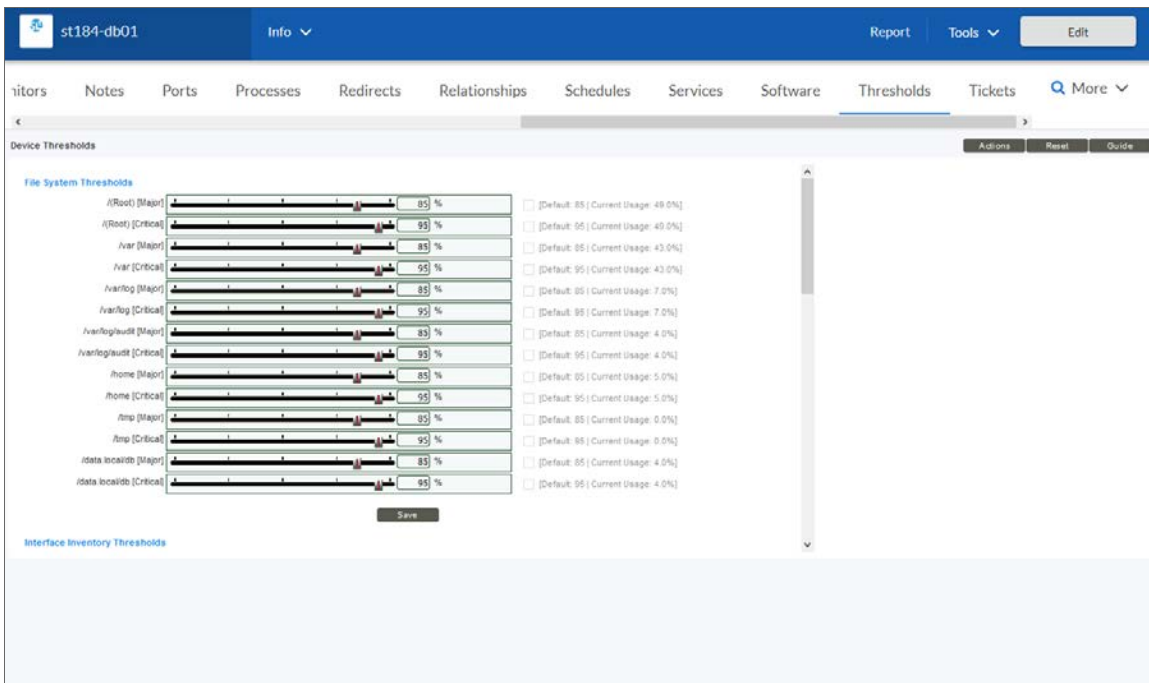 st184-db01 Info Report Tools Edit
nitors Notes Ports Processes Redirects Relationships Schedules Services Software Thresholds Tickets More
Device Thresholds Actions Reset Guide
File System Thresholds
/(Root) [Major] 85 % [Default: 85 | Current Usage: 49.0%]
/(Root) [Critical] 95 % [Default: 95 | Current Usage: 49.0%]
/var [Major] 85 % [Default: 85 | Current Usage: 43.0%]
/var [Critical] 95 % [Default: 95 | Current Usage: 43.0%]
/var/log [Major] 85 % [Default: 85 | Current Usage: 7.0%]
/var/log [Critical] 95 % [Default: 95 | Current Usage: 7.0%]
/var/log/audit [Major] 85 % [Default: 85 | Current Usage: 4.0%]
/var/log/audit [Critical] 95 % [Default: 95 | Current Usage: 4.0%]
/home [Major] 85 % [Default: 85 | Current Usage: 5.0%]
/home [Critical] 95 % [Default: 95 | Current Usage: 5.0%]
/tmp [Major] 85 % [Default: 85 | Current Usage: 0.0%]
/tmp [Critical] 95 % [Default: 95 | Current Usage: 0.0%]
/data.local/db [Major] 85 % [Default: 85 | Current Usage: 4.0%]
/data.local/db [Critical] 95 % [Default: 95 | Current Usage: 4.0%]
Save
Interface Inventory Thresholds